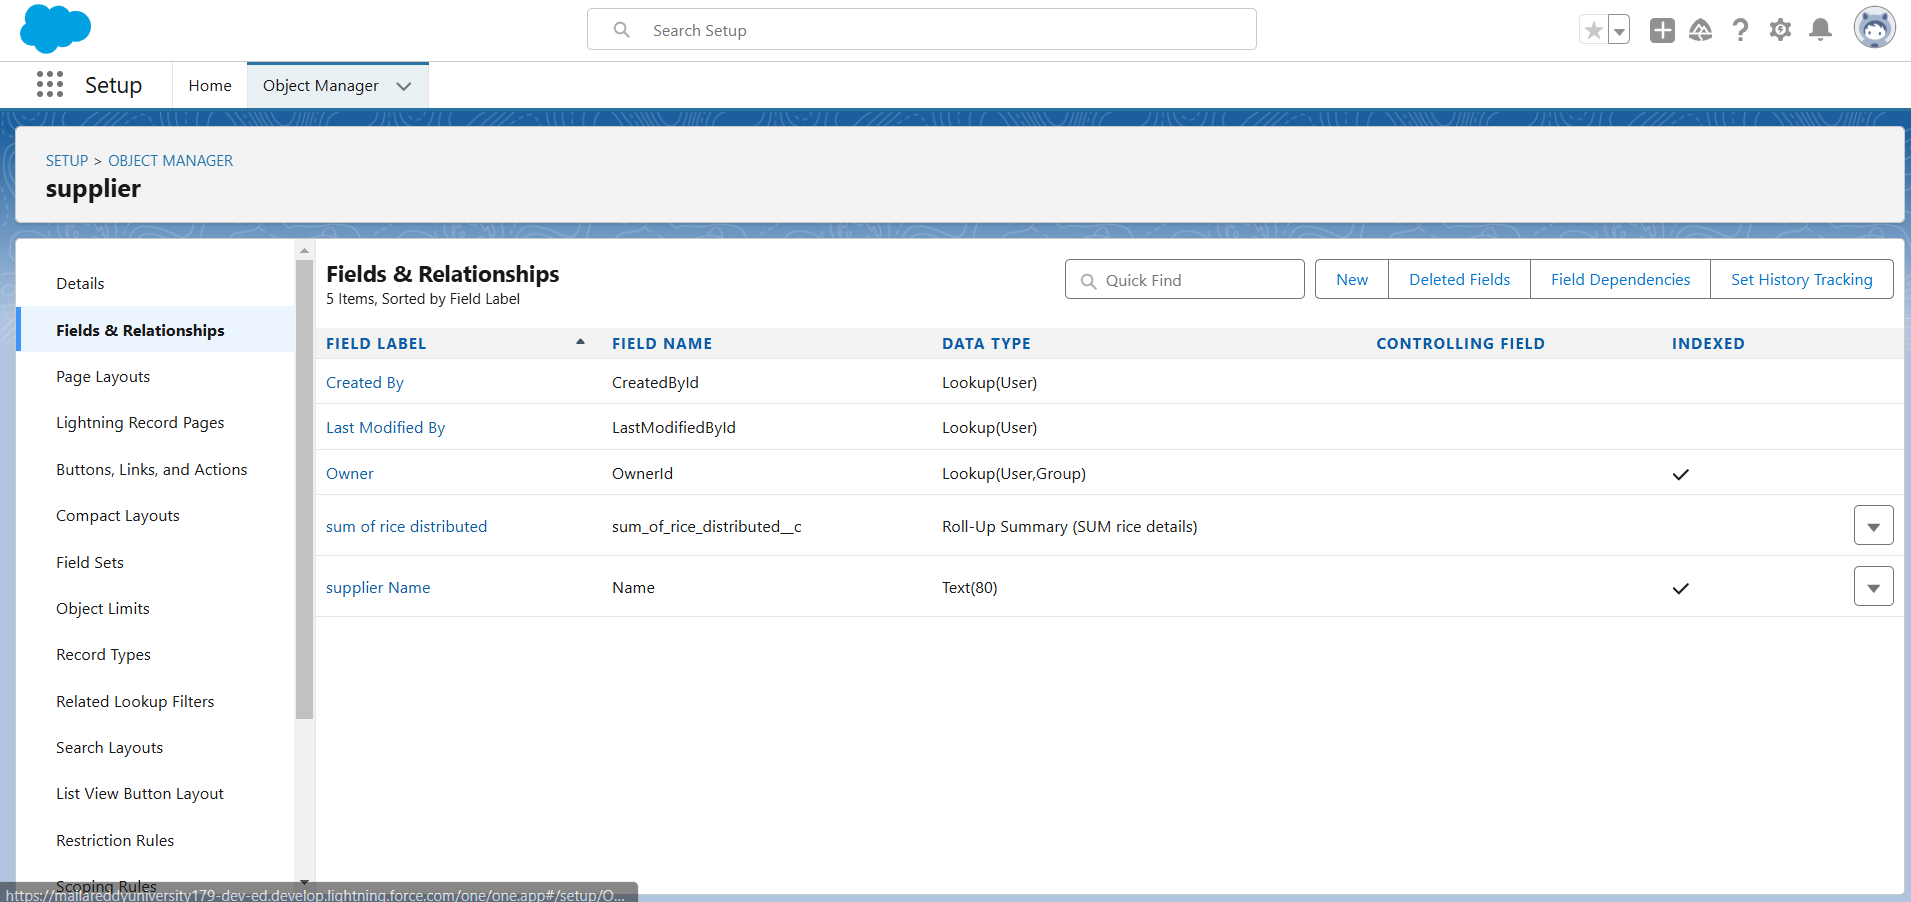 Search Setup
Setup
Home
Object Manager
SETUP > OBJECT MANAGER
supplier
Details
Fields & Relationships
Page Layouts
Lightning Record Pages
Buttons, Links, and Actions
Compact Layouts
Field Sets
Object Limits
Record Types
Related Lookup Filters
Search Layouts
List View Button Layout
Restriction Rules
Scoping Rules
Fields & Relationships
5 Items, Sorted by Field Label
Quick Find
New
Deleted Fields
Field Dependencies
Set History Tracking
FIELD LABEL FIELD NAME DATA TYPE CONTROLLING FIELD INDEXED
Created By CreatedById Lookup(User)
Last Modified By LastModifiedById Lookup(User)
Owner OwnerId Lookup(User,Group)
sum of rice distributed sum_of_rice_distributed__c Roll-Up Summary (SUM rice details)
supplier Name Name Text(80)
https://mallareddyuniversity179-dev-ed.develop.lightning.force.com/one/one.app#/setup/O...